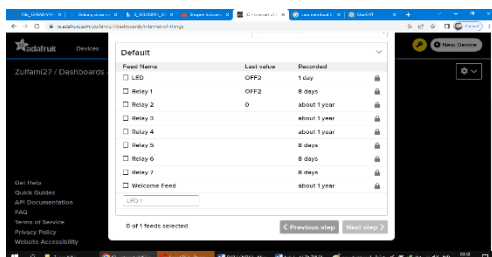 adafruit
Devices
New Device
Zulfami27 / Dashboards
Default
Feed Name Last value Recorded
LED OFF2 1 day
Relay 1 OFF2 8 days
Relay 2 0 about 1 year
Relay 3 about 1 year
Relay 4 about 1 year
Relay 5 8 days
Relay 6 8 days
Relay 7 8 days
Welcome Feed about 1 year
LED 1
0 of 1 feeds selected
Previous step
Next step
Get Help
Quick Guides
API Documentation
FAQ
Terms of Service
Privacy Policy
Website Accessibility